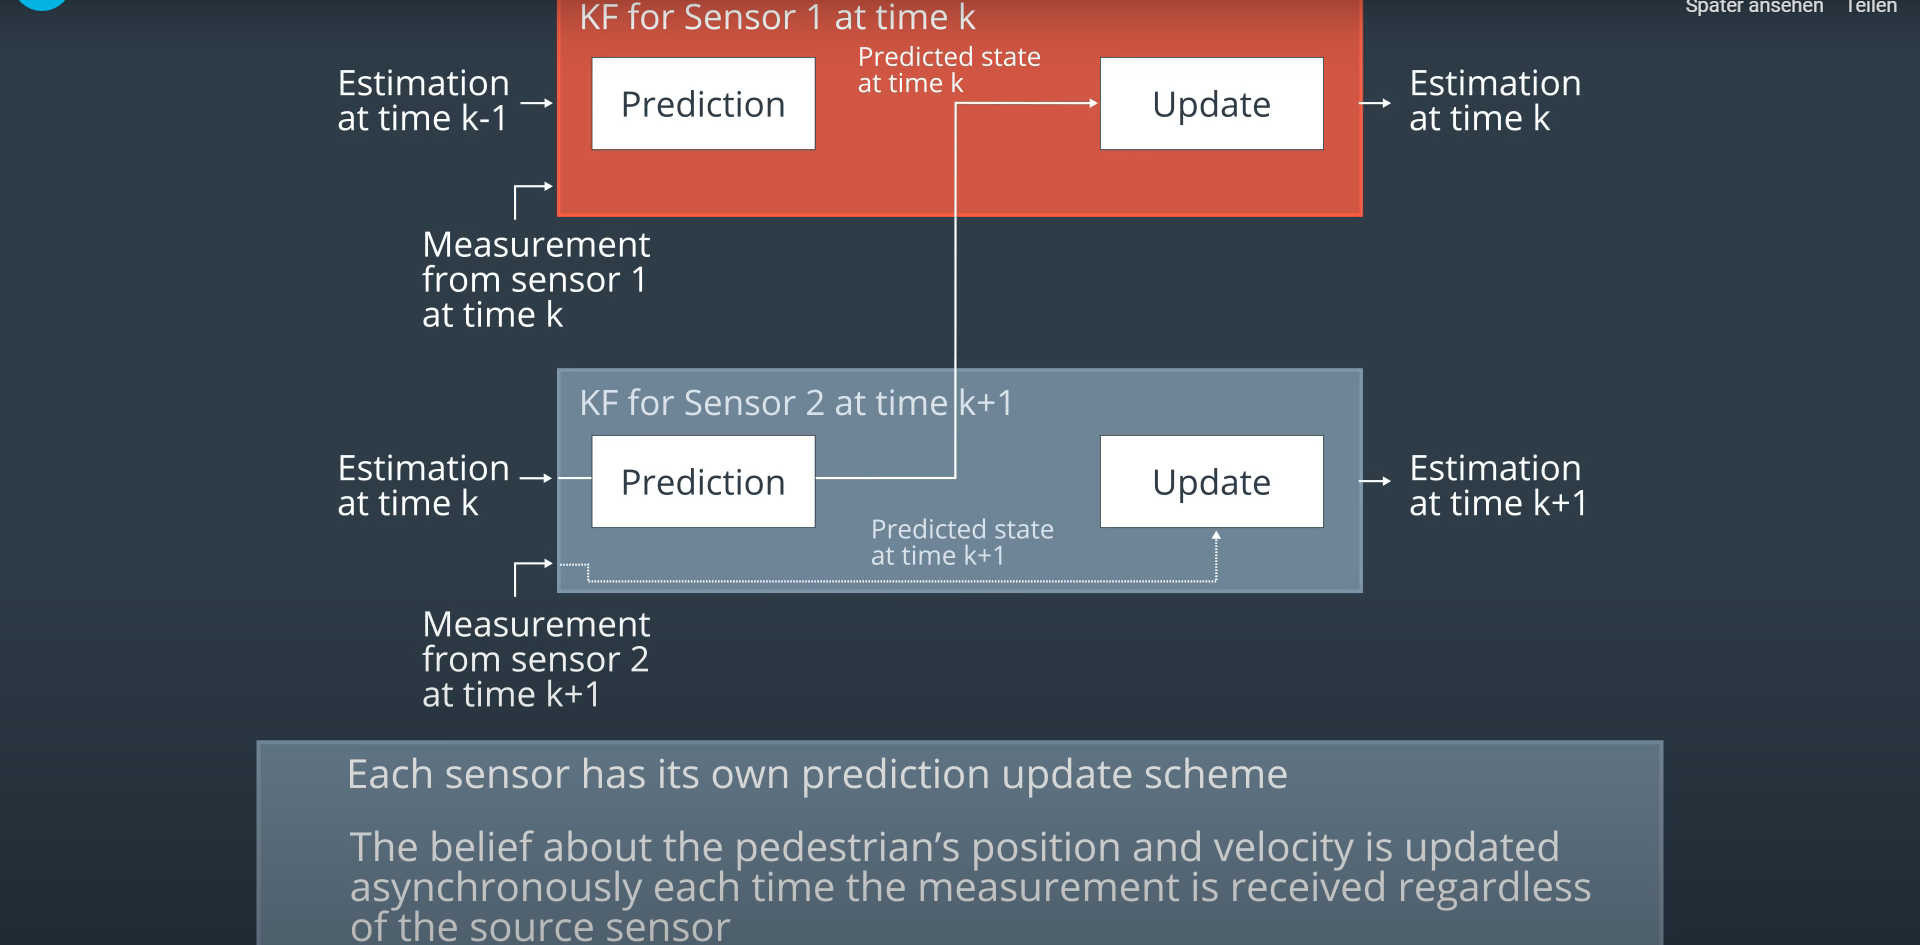 Später ansehen Teilen
KF for Sensor 1 at time k
Predicted state
at time k
Estimation
at time k-1
Prediction
Update
Estimation
at time k
Measurement
from sensor 1
at time k
KF for Sensor 2 at time k+1
Estimation
at time k
Prediction
Update
Estimation
at time k+1
Predicted state
at time k+1
Measurement
from sensor 2
at time k+1
Each sensor has its own prediction update scheme
The belief about the pedestrian’s position and velocity is updated
asynchronously each time the measurement is received regardless
of the source sensor